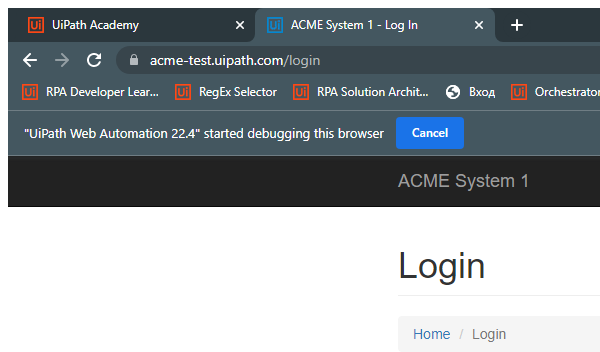 Ui UiPath Academy Ui ACME System 1 - Log In
acme-test.uipath.com/login
Ui RPA Developer Lear... Ui RegEx Selector Ui RPA Solution Archit... Вход Ui Orchestrator
"UiPath Web Automation 22.4" started debugging this browser Cancel
ACME System 1
Login
Home / Login